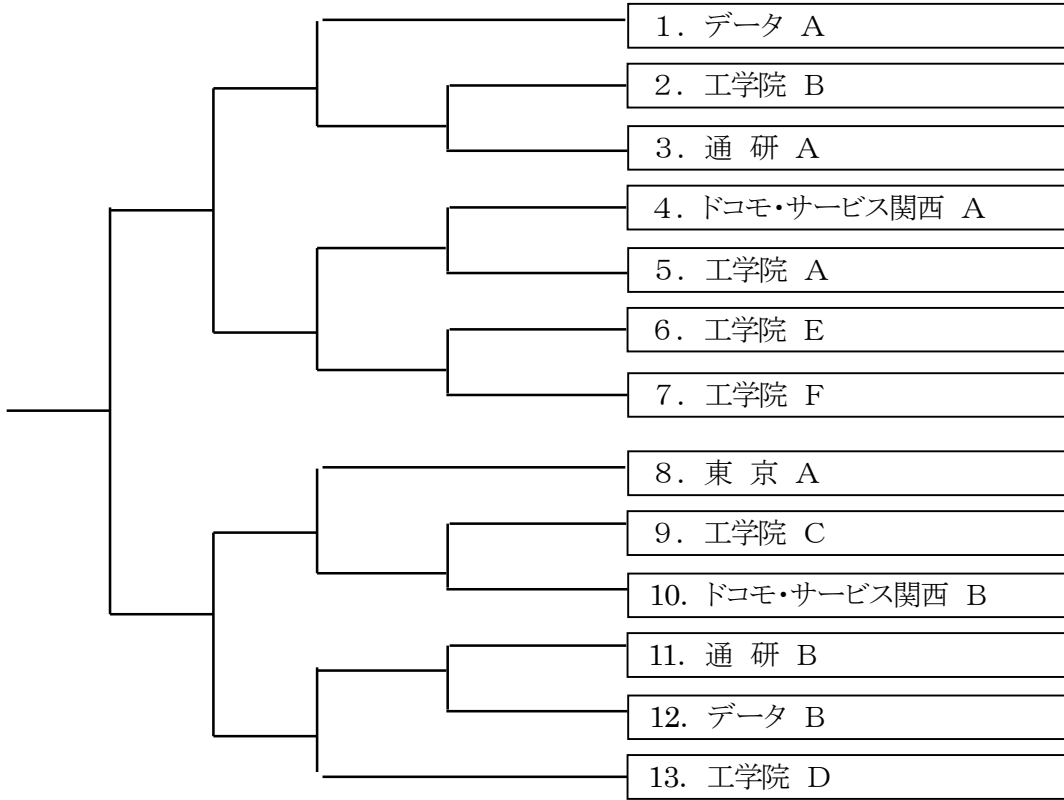 1. データ A
2. 工学院 B
3. 通 研 A
4. ドコモ・サービス関西 A
5. 工学院 A
6. 工学院 E
7. 工学院 F
8. 東 京 A
9. 工学院 C
10. ドコモ・サービス関西 B
11. 通 研 B
12. データ B
13. 工学院 D